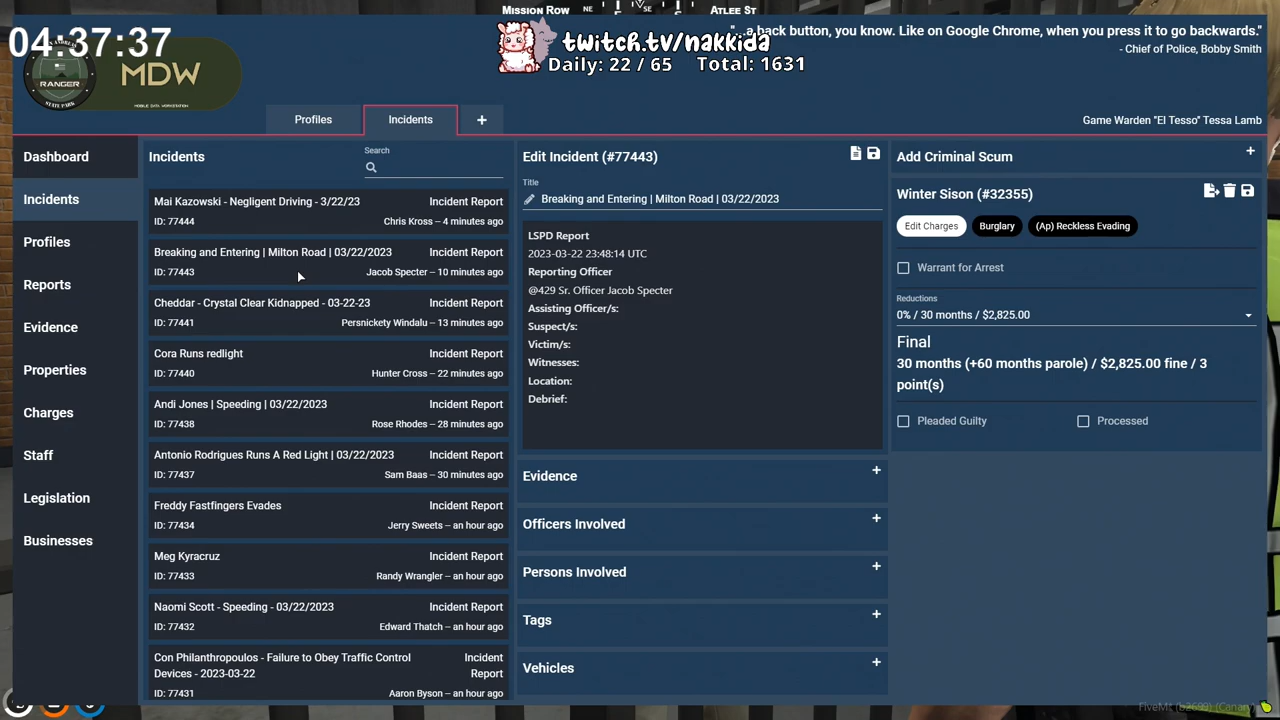 MISSION ROW NE SE ATLEE ST
04:37:37
twitch.tv/nakkida
Daily: 22 / 65 Total: 1631
"...a back button, you know. Like on Google Chrome, when you press it to go backwards."
- Chief of Police, Bobby Smith
RANGER
STATE PARK
MDW
MOBILE DATA WORKSTATION
Profiles
Incidents
+
Game Warden "El Tesso" Tessa Lamb
Dashboard
Incidents
Profiles
Reports
Evidence
Properties
Charges
Staff
Legislation
Businesses
Incidents
Search
Mai Kazowski - Negligent Driving - 3/22/23 Incident Report
ID: 77444 Chris Kross – 4 minutes ago
Breaking and Entering | Milton Road | 03/22/2023 Incident Report
ID: 77443 Jacob Specter – 10 minutes ago
Cheddar - Crystal Clear Kidnapped - 03-22-23 Incident Report
ID: 77441 Persnickety Windalu – 13 minutes ago
Cora Runs redlight Incident Report
ID: 77440 Hunter Cross – 22 minutes ago
Andi Jones | Speeding | 03/22/2023 Incident Report
ID: 77438 Rose Rhodes – 28 minutes ago
Antonio Rodrigues Runs A Red Light | 03/22/2023 Incident Report
ID: 77437 Sam Baas – 30 minutes ago
Freddy Fastfingers Evades Incident Report
ID: 77434 Jerry Sweets – an hour ago
Meg Kyracruz Incident Report
ID: 77433 Randy Wrangler – an hour ago
Naomi Scott - Speeding - 03/22/2023 Incident Report
ID: 77432 Edward Thatch – an hour ago
Con Philanthropoulos - Failure to Obey Traffic Control Incident
Devices - 2023-03-22 Report
ID: 77431 Aaron Byson – an hour ago
Edit Incident (#77443)
Title
Breaking and Entering | Milton Road | 03/22/2023
LSPD Report
2023-03-22 23:48:14 UTC
Reporting Officer
@429 Sr. Officer Jacob Specter
Assisting Officer/s:
Suspect/s:
Victim/s:
Witnesses:
Location:
Debrief:
Evidence +
Officers Involved +
Persons Involved +
Tags +
Vehicles +
Add Criminal Scum +
Winter Sison (#32355)
Edit Charges Burglary (Ap) Reckless Evading
Warrant for Arrest
Reductions
0% / 30 months / $2,825.00
Final
30 months (+60 months parole) / $2,825.00 fine / 3
point(s)
Pleaded Guilty Processed
FiveM (b2699) (Canary)